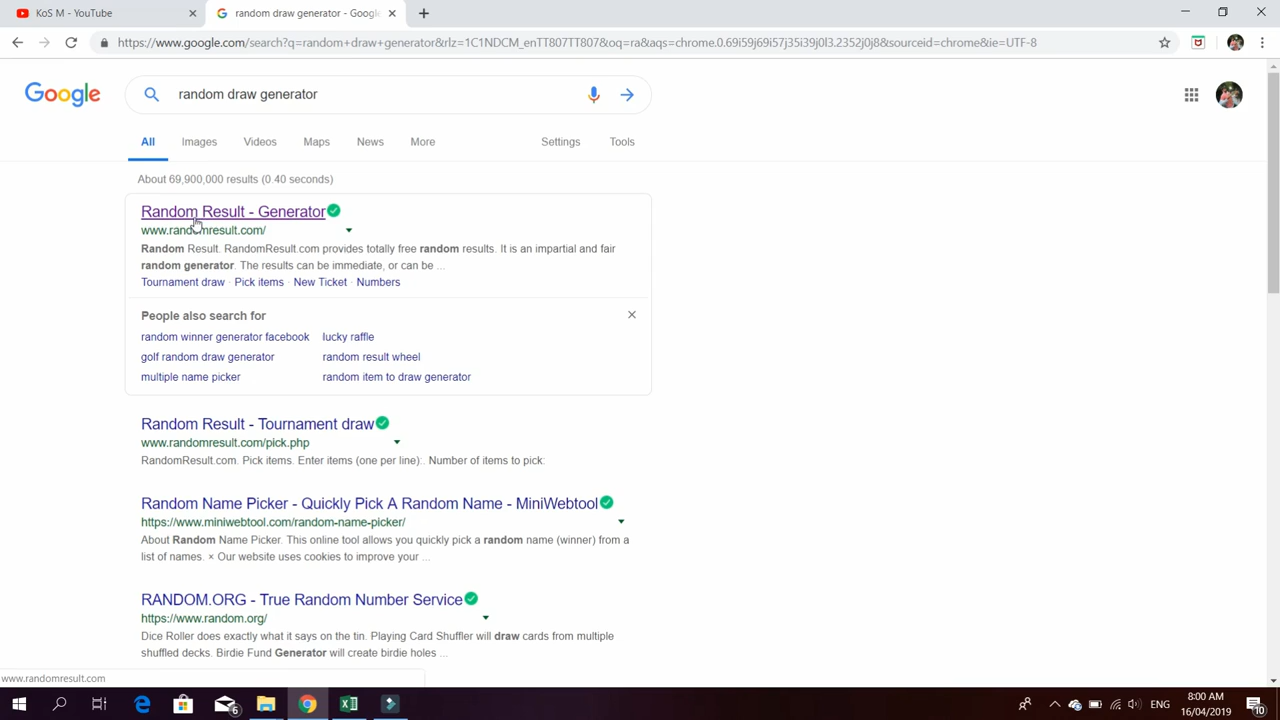 KoS M - YouTube
random draw generator - Google
https://www.google.com/search?q=random+draw+generator&rlz=1C1NDCM_enTT807TT807&oq=ra&aqs=chrome.0.69i59j69i57j35i39j0l3.2352j0j8&sourceid=chrome&ie=UTF-8
Google
random draw generator
All Images Videos Maps News More Settings Tools
About 69,900,000 results (0.40 seconds)
Random Result - Generator
www.randomresult.com/
Random Result. RandomResult.com provides totally free random results. It is an impartial and fair
random generator. The results can be immediate, or can be ...
Tournament draw · Pick items · New Ticket · Numbers
People also search for
random winner generator facebook lucky raffle
golf random draw generator random result wheel
multiple name picker random item to draw generator
Random Result - Tournament draw
www.randomresult.com/pick.php
RandomResult.com. Pick items. Enter items (one per line):. Number of items to pick:
Random Name Picker - Quickly Pick A Random Name - MiniWebtool
https://www.miniwebtool.com/random-name-picker/
About Random Name Picker. This online tool allows you quickly pick a random name (winner) from a
list of names. × Our website uses cookies to improve your ...
RANDOM.ORG - True Random Number Service
https://www.random.org/
Dice Roller does exactly what it says on the tin. Playing Card Shuffler will draw cards from multiple
shuffled decks. Birdie Fund Generator will create birdie holes ...
www.randomresult.com
6
ENG
8:00 AM
16/04/2019
10